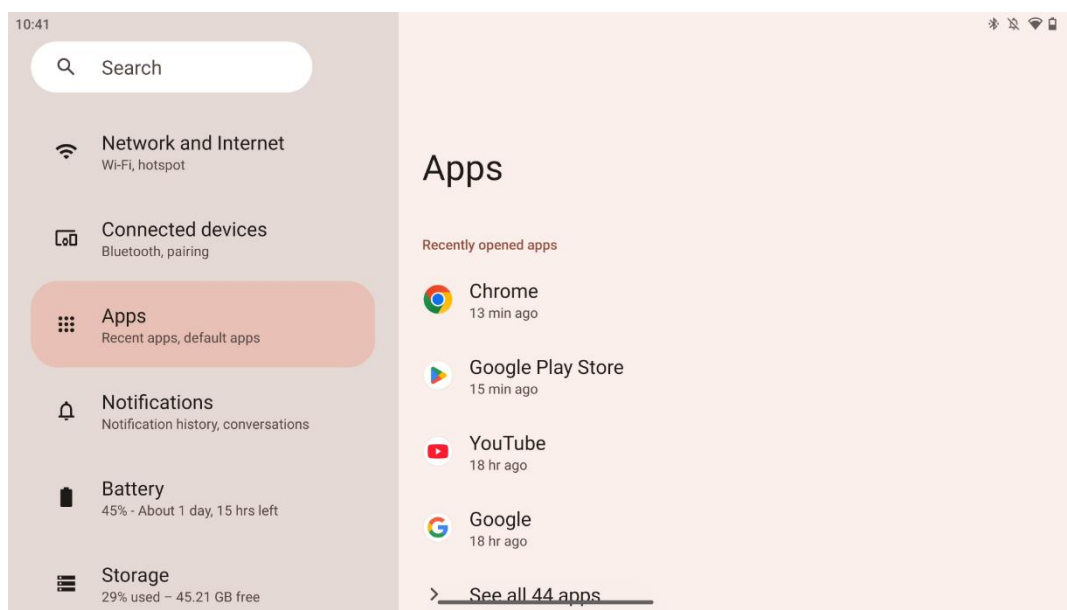 10:41
Search
Network and Internet
Wi-Fi, hotspot
Connected devices
Bluetooth, pairing
Apps
Recent apps, default apps
Notifications
Notification history, conversations
Battery
45% - About 1 day, 15 hrs left
Storage
29% used – 45.21 GB free
Apps
Recently opened apps
Chrome
13 min ago
Google Play Store
15 min ago
YouTube
18 hr ago
Google
18 hr ago
See all 44 apps